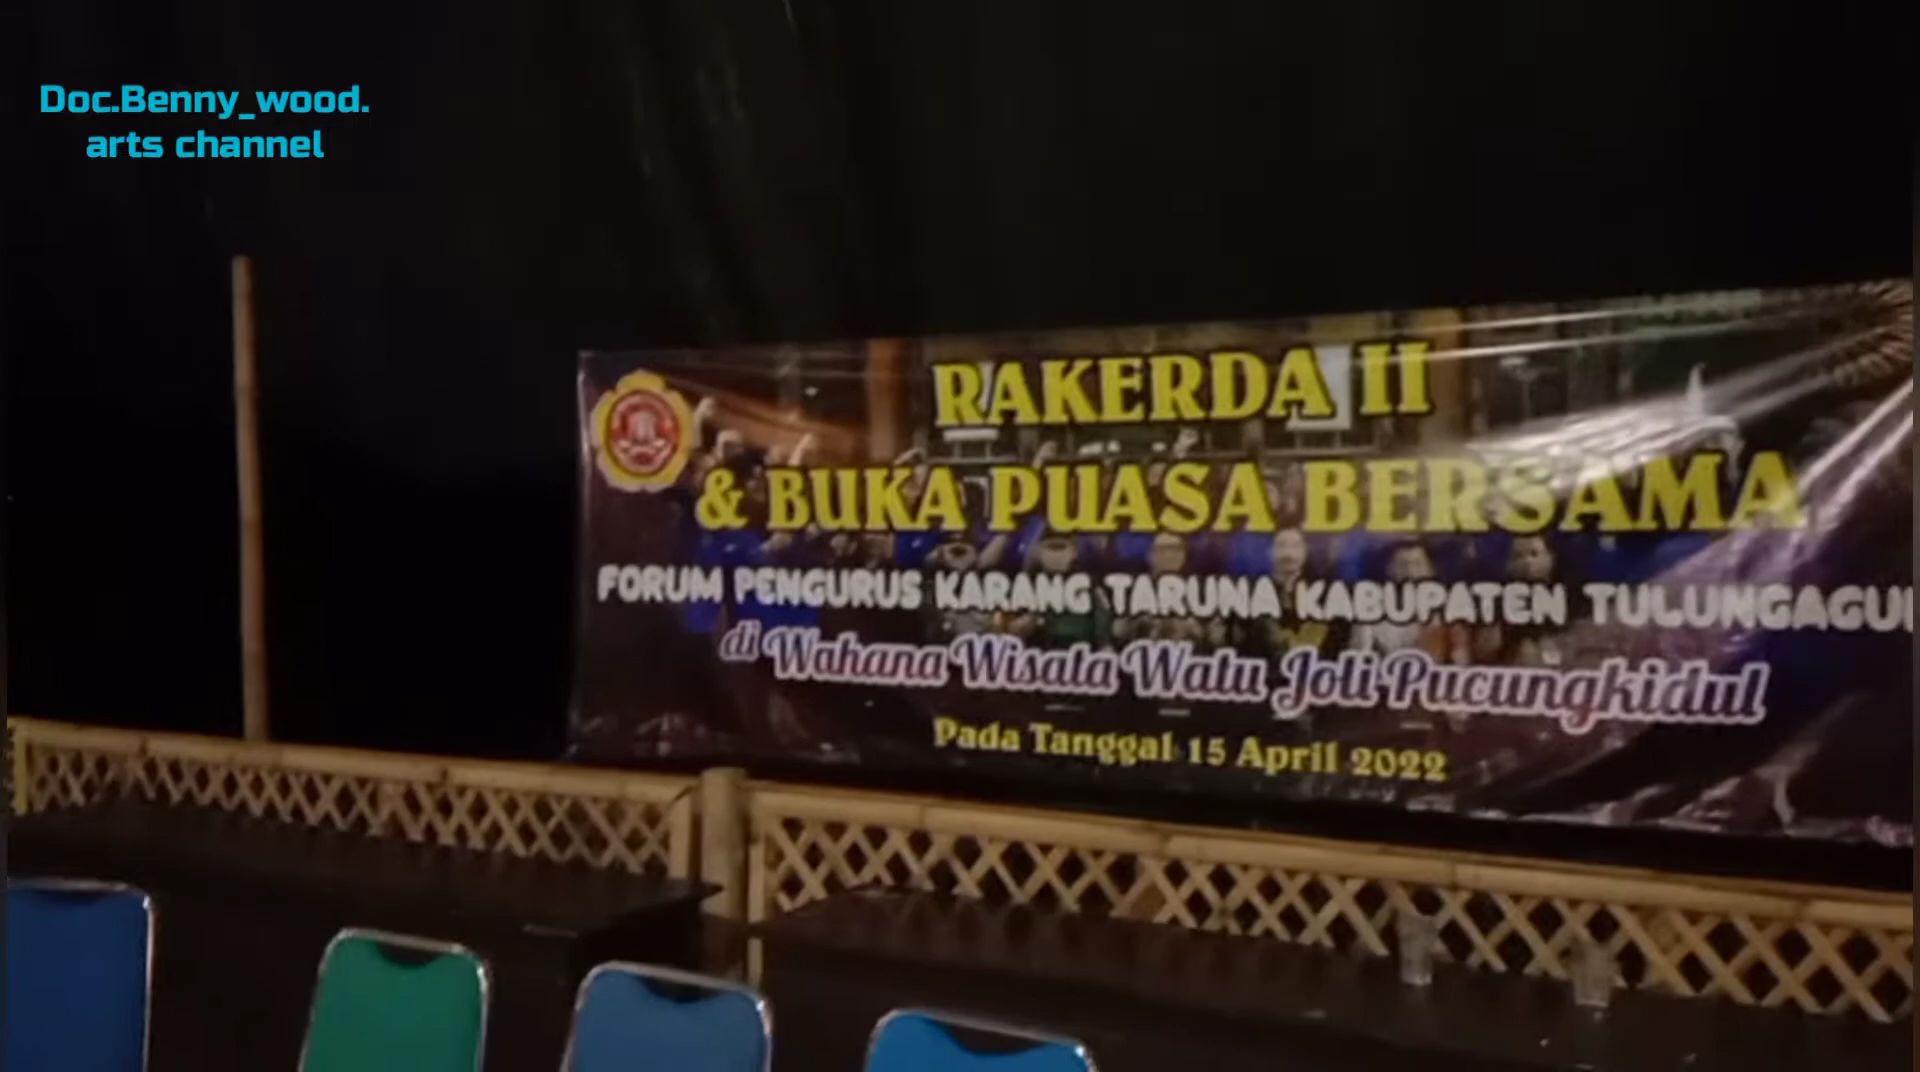 Doc.Benny_wood.
arts channel
RAKERDA II
& BUKA PUASA BERSAMA
FORUM PENGURUS KARANG TARUNA KABUPATEN
di Wahana Wisata Watu Joli Pucungkidul
Pada Tanggal 15 April 2022